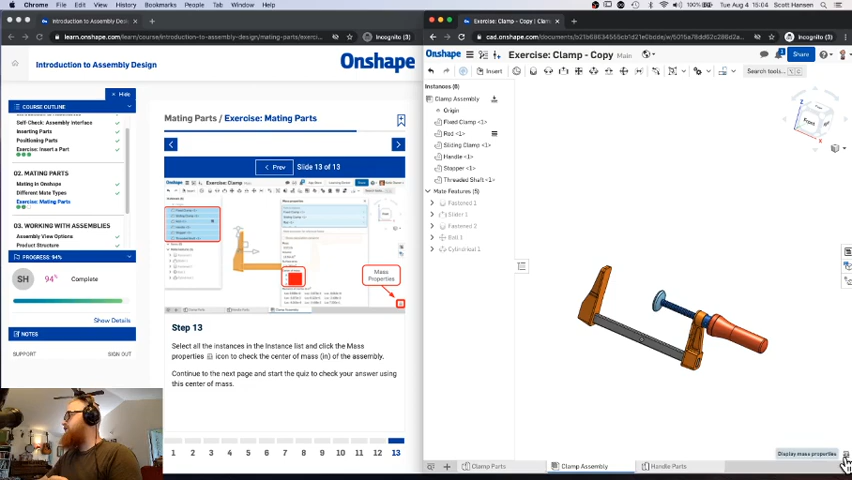 Chrome File Edit View History Bookmarks People Tab Window Help
100% Tue Aug 4 15:04 Scott Hansen
Introduction to Assembly Design
learn.onshape.com/learn/course/introduction-to-assembly-design/mating-parts/exerci...
Incognito (3)
Introduction to Assembly Design
Onshape
Hide
COURSE OUTLINE
Self-Check: Assembly Interface
Inserting Parts
Positioning Parts
Exercise: Insert a Part
02. MATING PARTS
Mating in Onshape
Different Mate Types
Exercise: Mating Parts
03. WORKING WITH ASSEMBLIES
Assembly View Options
Product Structure
PROGRESS: 94%
SH 94% Complete
Show Details
NOTES
SUPPORT SIGN OUT
Mating Parts / Exercise: Mating Parts
Prev Slide 13 of 13
Exercise: Clamp
Mass Properties
Step 13
Select all the instances in the Instance list and click the Mass
properties icon to check the center of mass (in) of the assembly.
Continue to the next page and start the quiz to check your answer using
this center of mass.
1 2 3 4 5 6 7 8 9 10 11 12 13
Exercise: Clamp - Copy | Clam
Incognito (3)
Onshape Exercise: Clamp - Copy Main
Share
Insert
Search tools...
Instances (6)
Clamp Assembly
Origin
Fixed Clamp <1>
Rod <1>
Sliding Clamp <1>
Handle <1>
Stopper <1>
Threaded Shaft <1>
Mate Features (5)
Fastened 1
Slider 1
Fastened 2
Ball 1
Cylindrical 1
Z
Front
X
Display mass properties
Clamp Parts
Clamp Assembly
Handle Parts